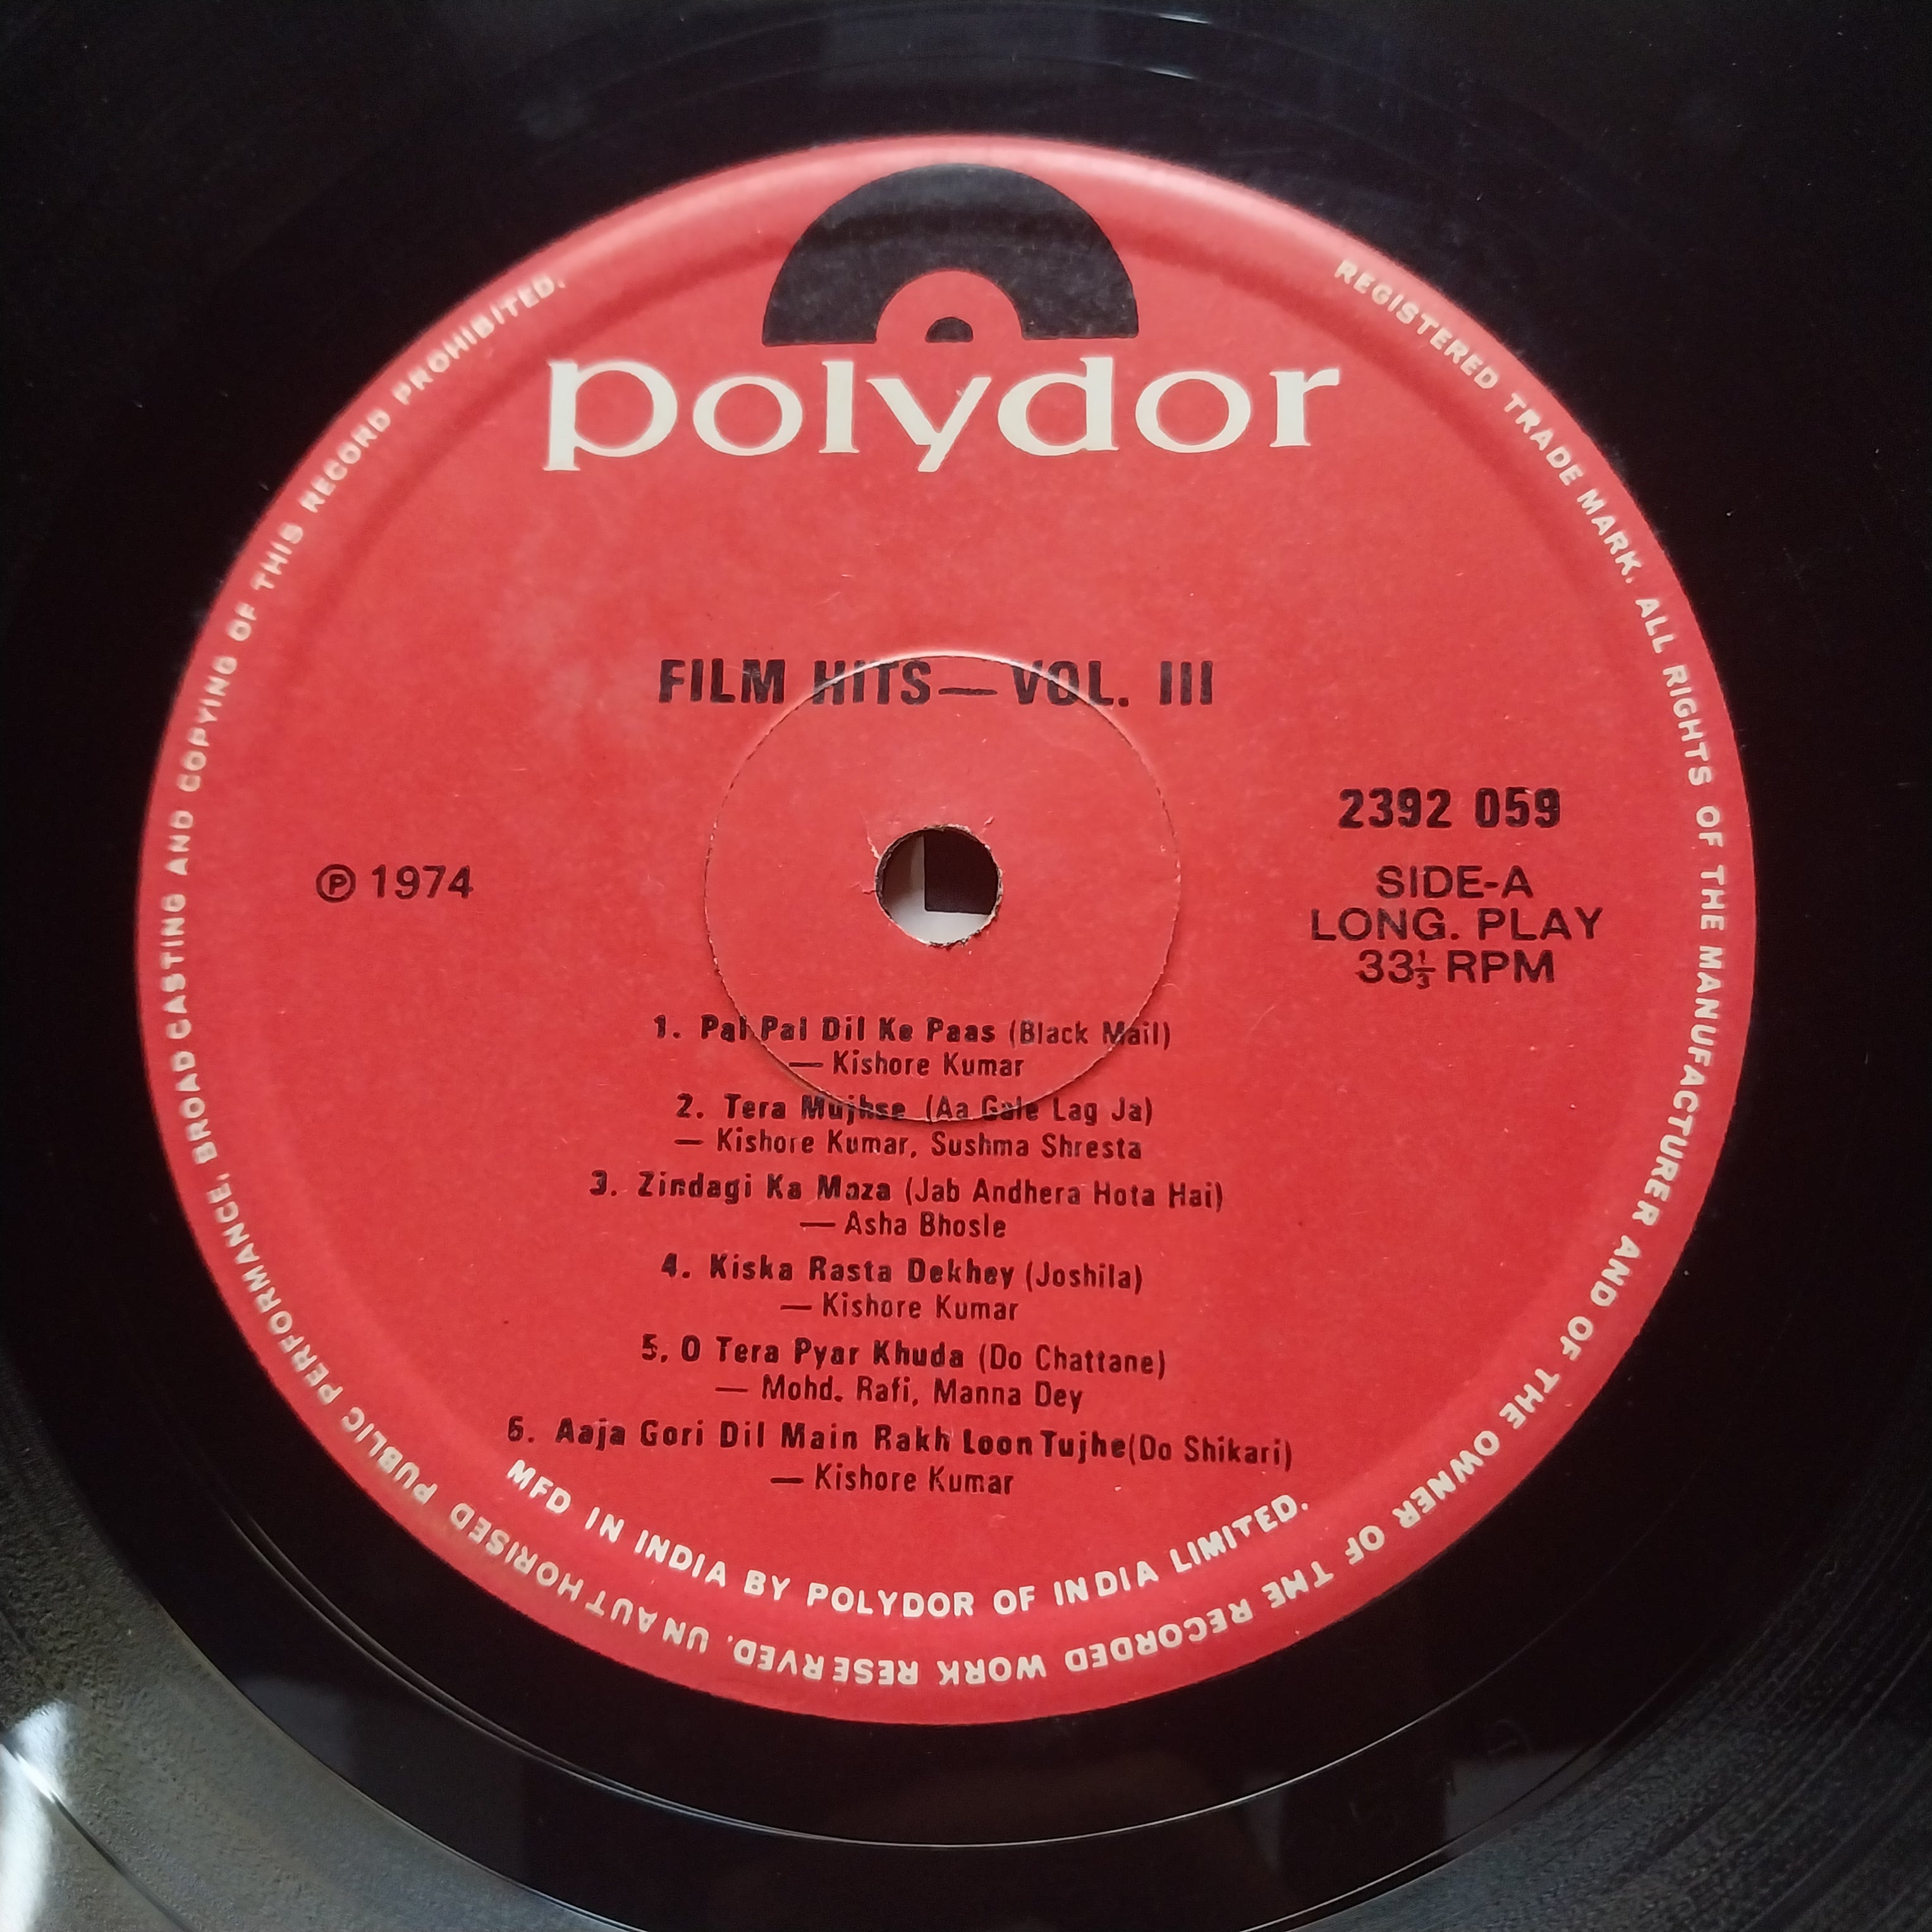 polydor
REGISTERED TRADE MARK. ALL RIGHTS OF THE MANUFACTURER AND OF THE OWNER OF THE RECORDED WORK RESERVED. UNAUTHORISED PUBLIC PERFORMANCE, BROADCASTING AND COPYING OF THIS RECORD PROHIBITED.
FILM HITS — VOL. III
2392 059
℗ 1974
SIDE-A
LONG. PLAY
33⅓ RPM
1. Pal Pal Dil Ke Paas (Black Mail)
— Kishore Kumar
2. Tera Mujhse (Aa Gale Lag Ja)
— Kishore Kumar, Sushma Shresta
3. Zindagi Ka Maza (Jab Andhera Hota Hai)
— Asha Bhosle
4. Kiska Rasta Dekhey (Joshila)
— Kishore Kumar
5. O Tera Pyar Khuda (Do Chattane)
— Mohd. Rafi, Manna Dey
6. Aaja Gori Dil Main Rakh Loon Tujhe (Do Shikari)
— Kishore Kumar
MFD IN INDIA BY POLYDOR OF INDIA LIMITED.